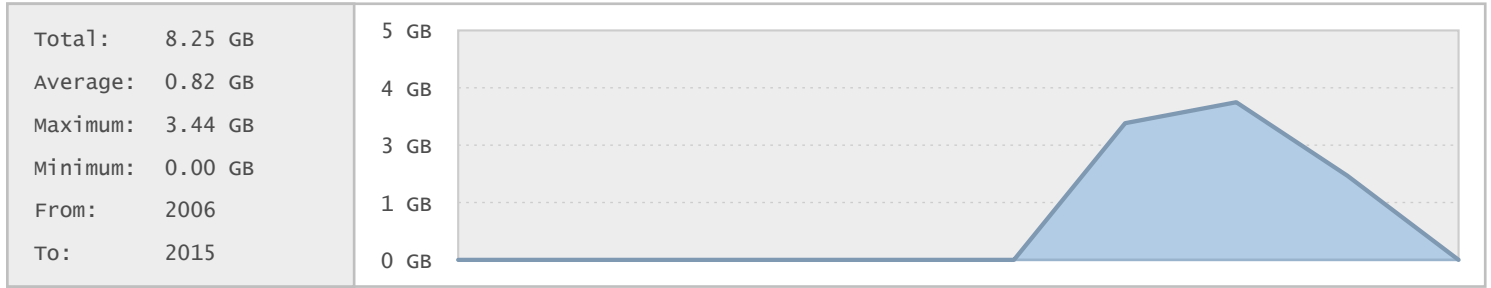 Total: 8.25 GB
Average: 0.82 GB
Maximum: 3.44 GB
Minimum: 0.00 GB
From: 2006
To: 2015
5 GB
4 GB
3 GB
1 GB
0 GB